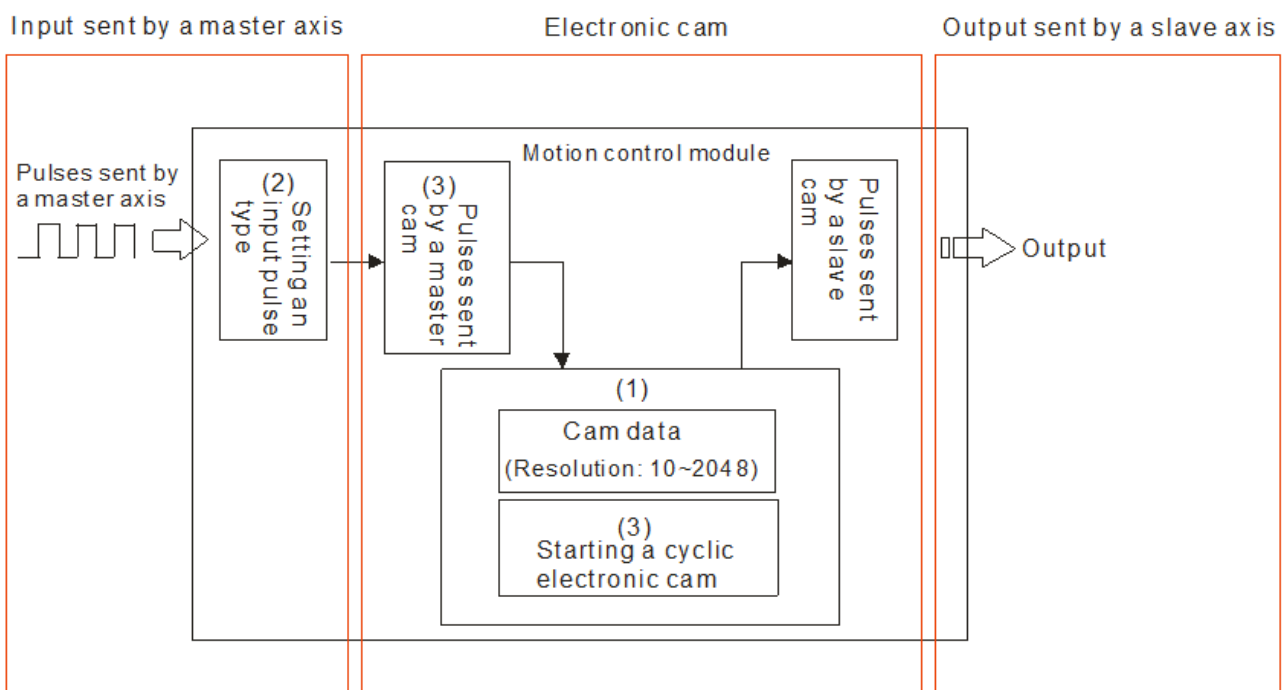 Input sent by a master axis
Electronic cam
Output sent by a slave axis
Motion control module
Pulses sent by
a master axis
(2)
Setting an
input pulse
type
(3)
Pulses sent
by a master
cam
Pulses sent
by a slave
cam
Output
(1)
Cam data
(Resolution: 10~2048)
(3)
Starting a cyclic
electronic cam